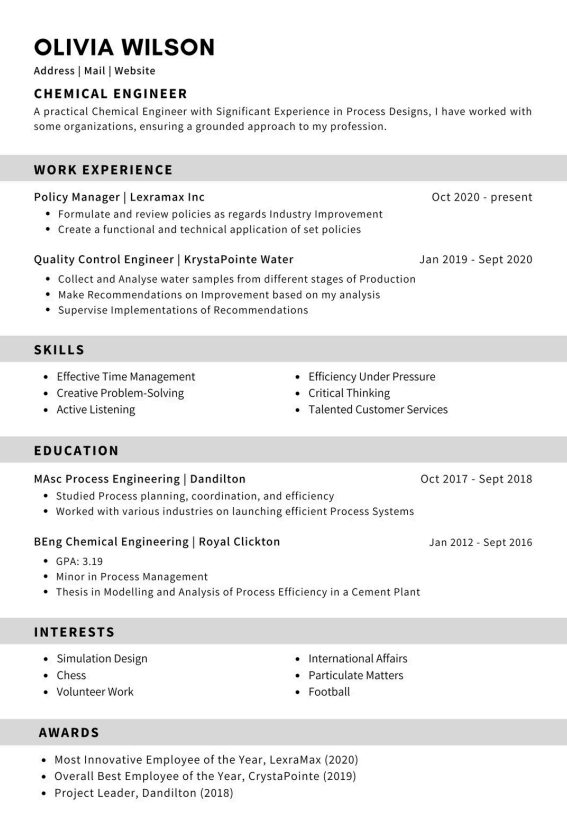 OLIVIA WILSON
Address | Mail | Website
CHEMICAL ENGINEER
A practical Chemical Engineer with Significant Experience in Process Designs, I have worked with
some organizations, ensuring a grounded approach to my profession.
WORK EXPERIENCE
Policy Manager | Lexramax Inc Oct 2020 - present
• Formulate and review policies as regards Industry Improvement
• Create a functional and technical application of set policies
Quality Control Engineer | KrystaPointe Water Jan 2019 - Sept 2020
• Collect and Analyse water samples from different stages of Production
• Make Recommendations on Improvement based on my analysis
• Supervise Implementations of Recommendations
SKILLS
• Effective Time Management
• Creative Problem-Solving
• Active Listening
• Efficiency Under Pressure
• Critical Thinking
• Talented Customer Services
EDUCATION
MAsc Process Engineering | Dandilton Oct 2017 - Sept 2018
• Studied Process planning, coordination, and efficiency
• Worked with various industries on launching efficient Process Systems
BEng Chemical Engineering | Royal Clickton Jan 2012 - Sept 2016
• GPA: 3.19
• Minor in Process Management
• Thesis in Modelling and Analysis of Process Efficiency in a Cement Plant
INTERESTS
• Simulation Design
• Chess
• Volunteer Work
• International Affairs
• Particulate Matters
• Football
AWARDS
• Most Innovative Employee of the Year, LexraMax (2020)
• Overall Best Employee of the Year, CrystaPointe (2019)
• Project Leader, Dandilton (2018)